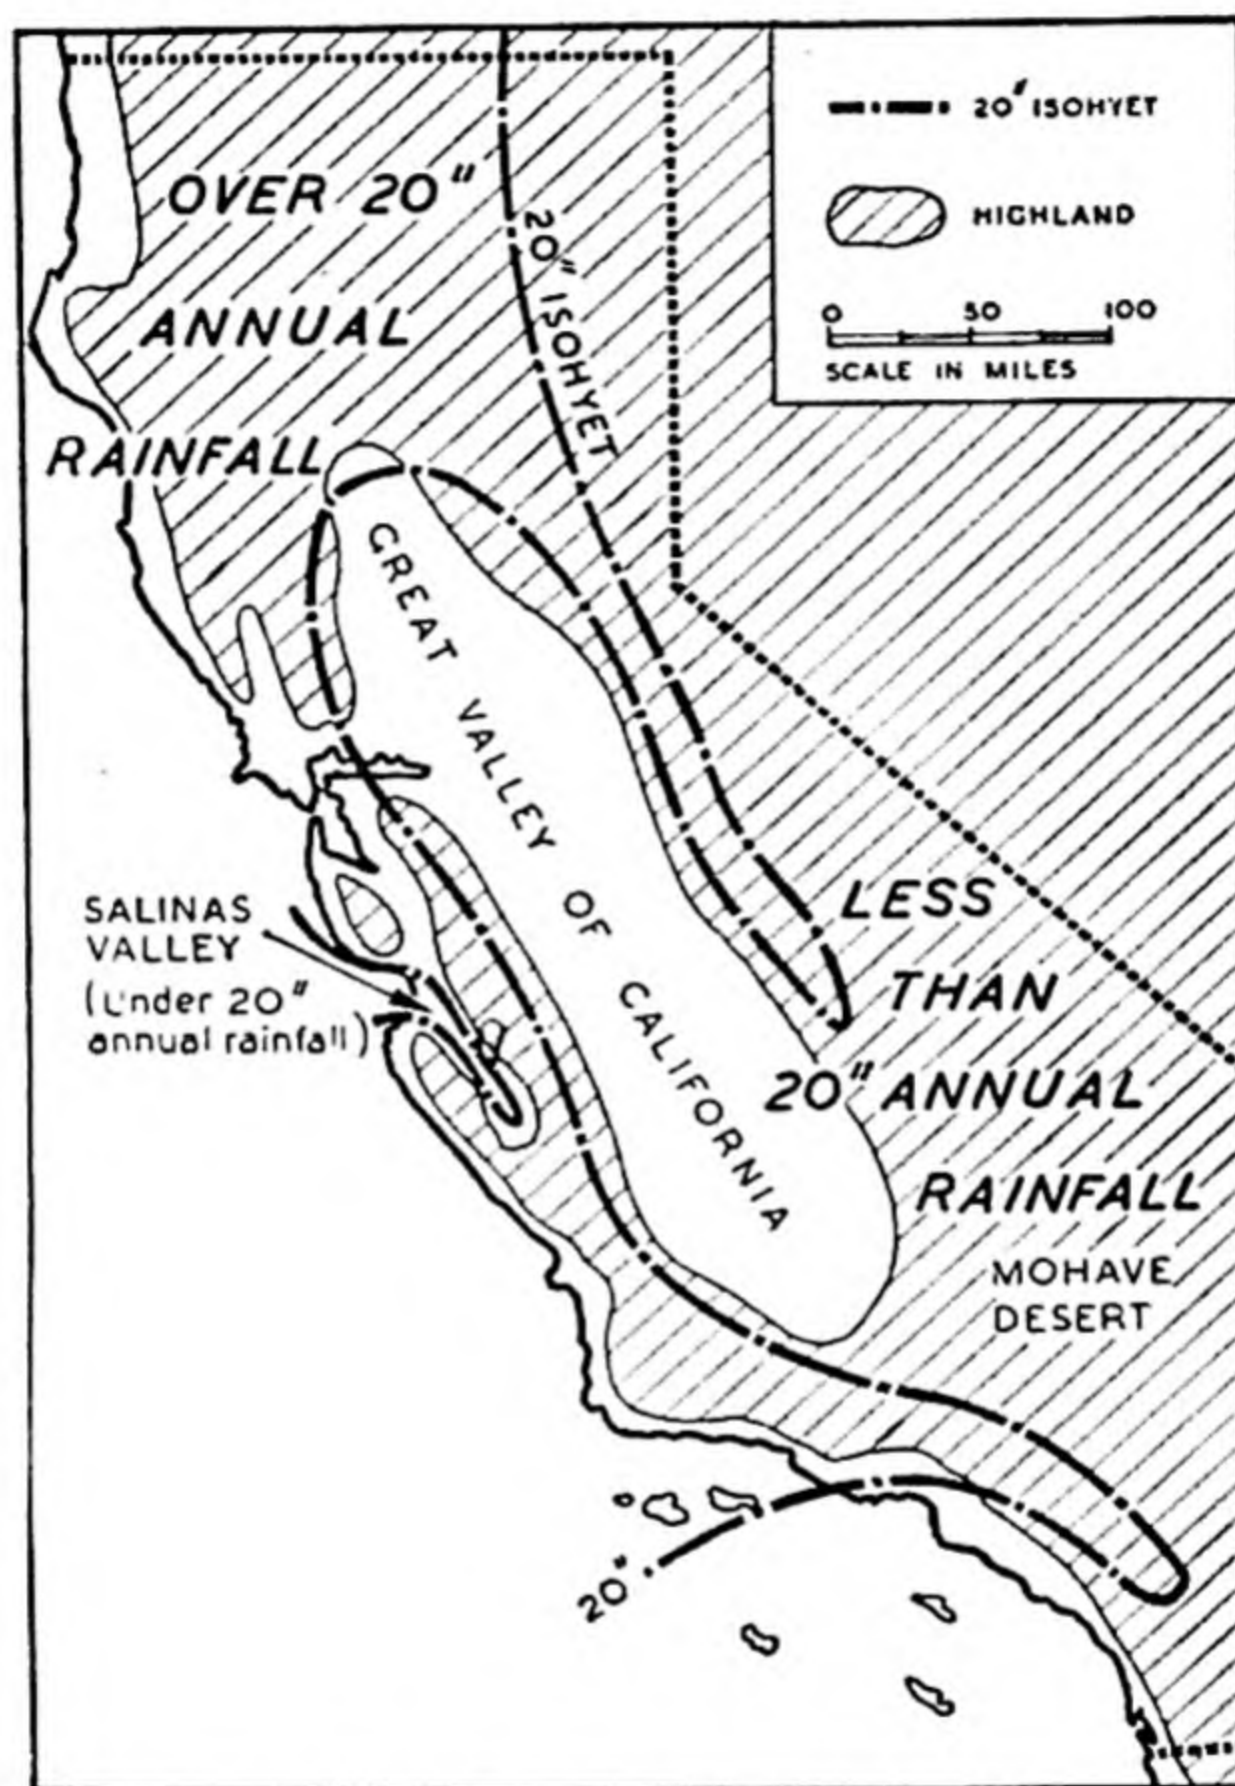 20" ISOHYET
HIGHLAND
0 50 100
SCALE IN MILES
OVER 20"
ANNUAL
RAINFALL
20" ISOHYET
GREAT VALLEY OF CALIFORNIA
SALINAS
VALLEY
(Under 20"
annual rainfall)
LESS
THAN
20" ANNUAL
RAINFALL
MOHAVE
DESERT
20"